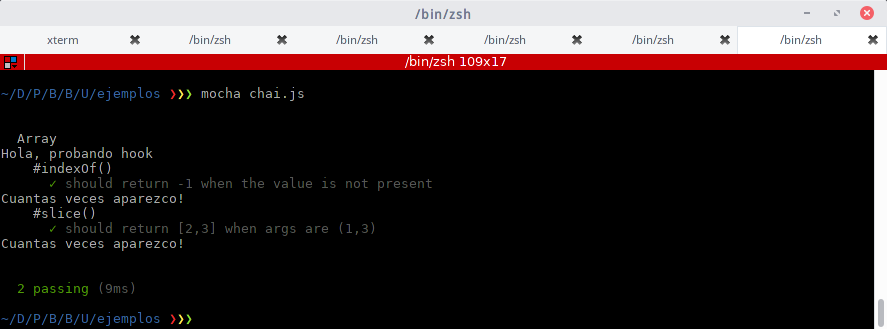 /bin/zsh
xterm ✖ /bin/zsh ✖ /bin/zsh ✖ /bin/zsh ✖ /bin/zsh ✖ /bin/zsh ✖
/bin/zsh 109x17
~/D/P/B/B/U/ejemplos ❯❯❯ mocha chai.js
Array
Hola, probando hook
#indexOf()
✓ should return -1 when the value is not present
Cuantas veces aparezco!
#slice()
✓ should return [2,3] when args are (1,3)
Cuantas veces aparezco!
2 passing (9ms)
~/D/P/B/B/U/ejemplos ❯❯❯